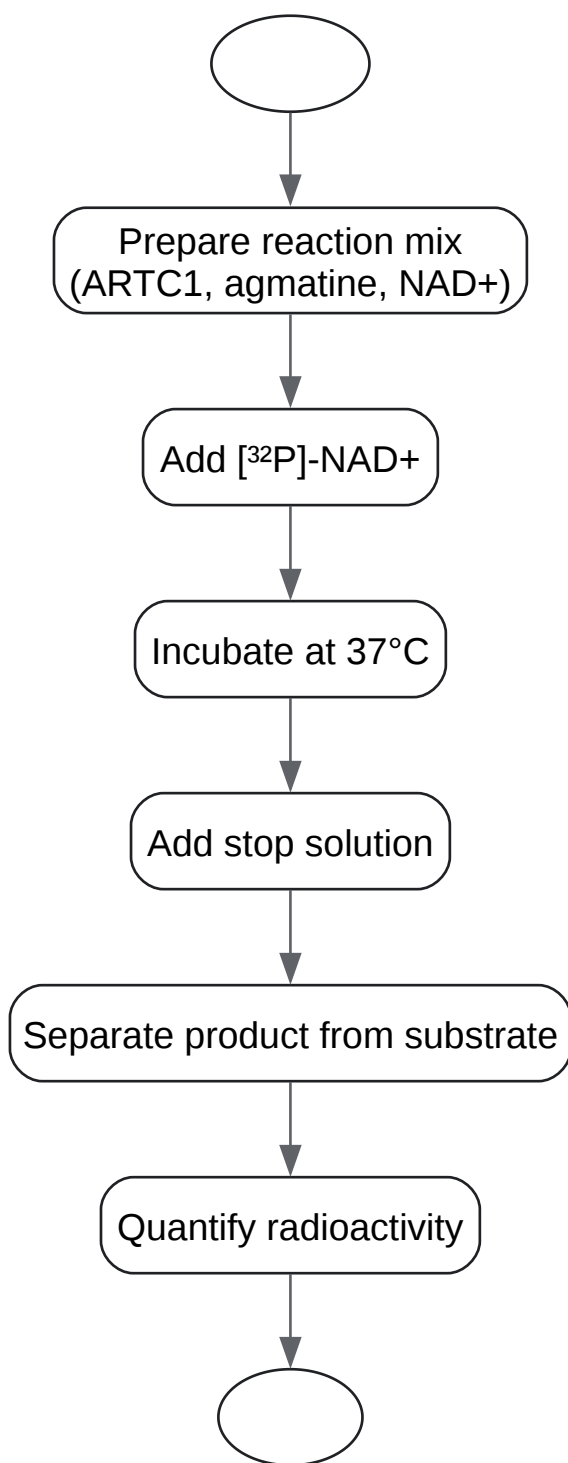 Prepare reaction mix
(ARTC1, agmatine, NAD+)
Add [³²P]-NAD+
Incubate at 37°C
Add stop solution
Separate product from substrate
Quantify radioactivity